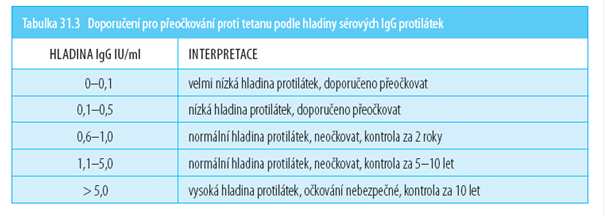 Tabulka 31.3 Doporučení pro přeočkování proti tetanu podle hladiny sérových IgG protilátek
HLADINA IgG IU/ml INTERPRETACE
0–0,1 velmi nízká hladina protilátek, doporučeno přeočkovat
0,1–0,5 nízká hladina protilátek, doporučeno přeočkovat
0,6–1,0 normální hladina protilátek, neočkovat, kontrola za 2 roky
1,1–5,0 normální hladina protilátek, neočkovat, kontrola za 5–10 let
> 5,0 vysoká hladina protilátek, očkování nebezpečné, kontrola za 10 let